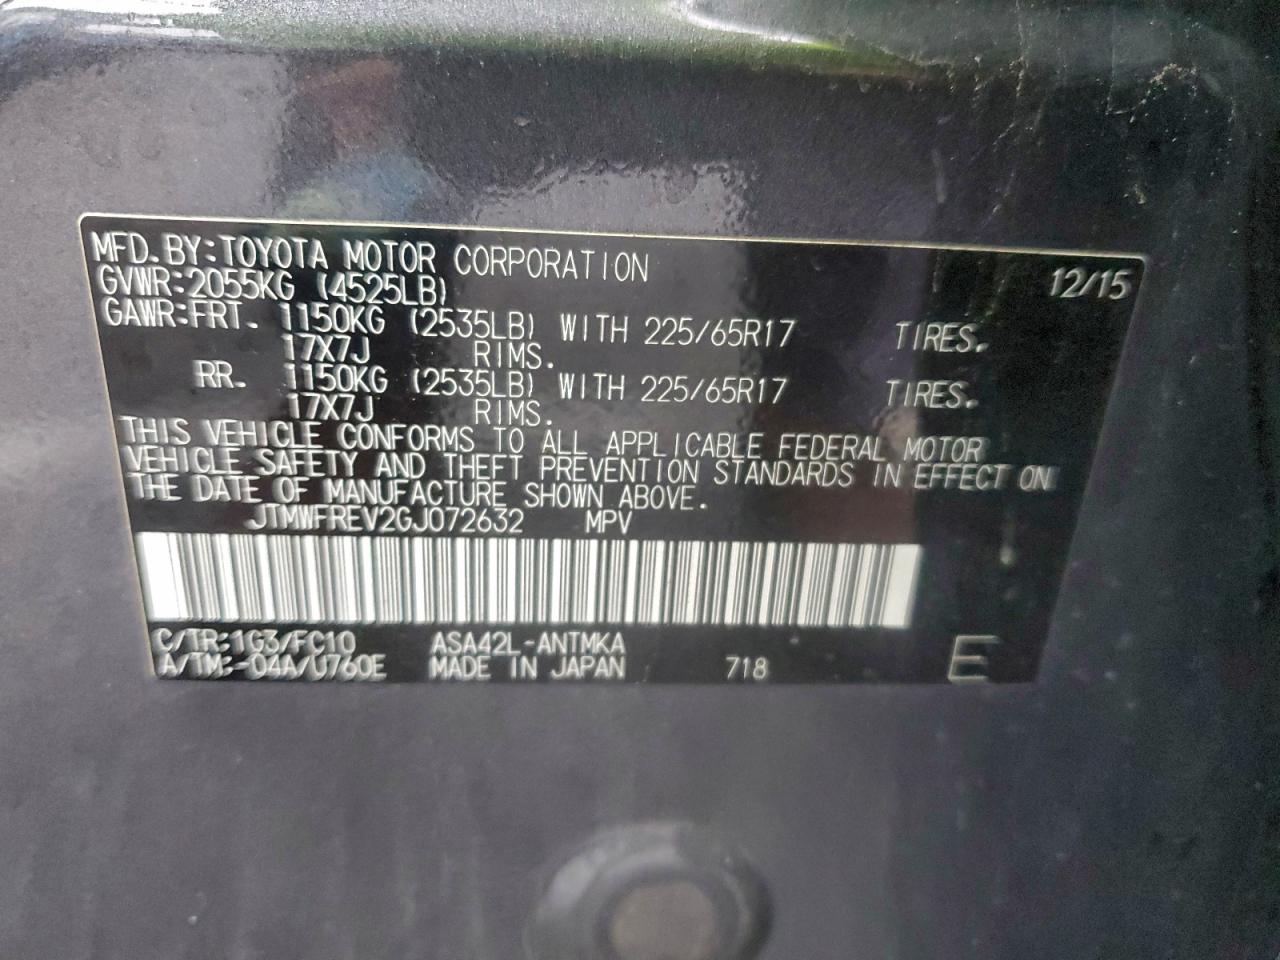 MFD. BY: TOYOTA MOTOR CORPORATION 12/15
GVWR: 2055KG (4525LB)
GAWR: FRT. 1150KG (2535LB) WITH 225/65R17 TIRES.
17X7J RIMS.
RR. 1150KG (2535LB) WITH 225/65R17 TIRES.
17X7J RIMS.
THIS VEHICLE CONFORMS TO ALL APPLICABLE FEDERAL MOTOR
VEHICLE SAFETY AND THEFT PREVENTION STANDARDS IN EFFECT ON
THE DATE OF MANUFACTURE SHOWN ABOVE.
JTMWFREV2GJ072632 MPV
C/TR: 1G3/FC10 ASA42L-ANTMKA
A/TM: -04A/U760E MADE IN JAPAN 718 E